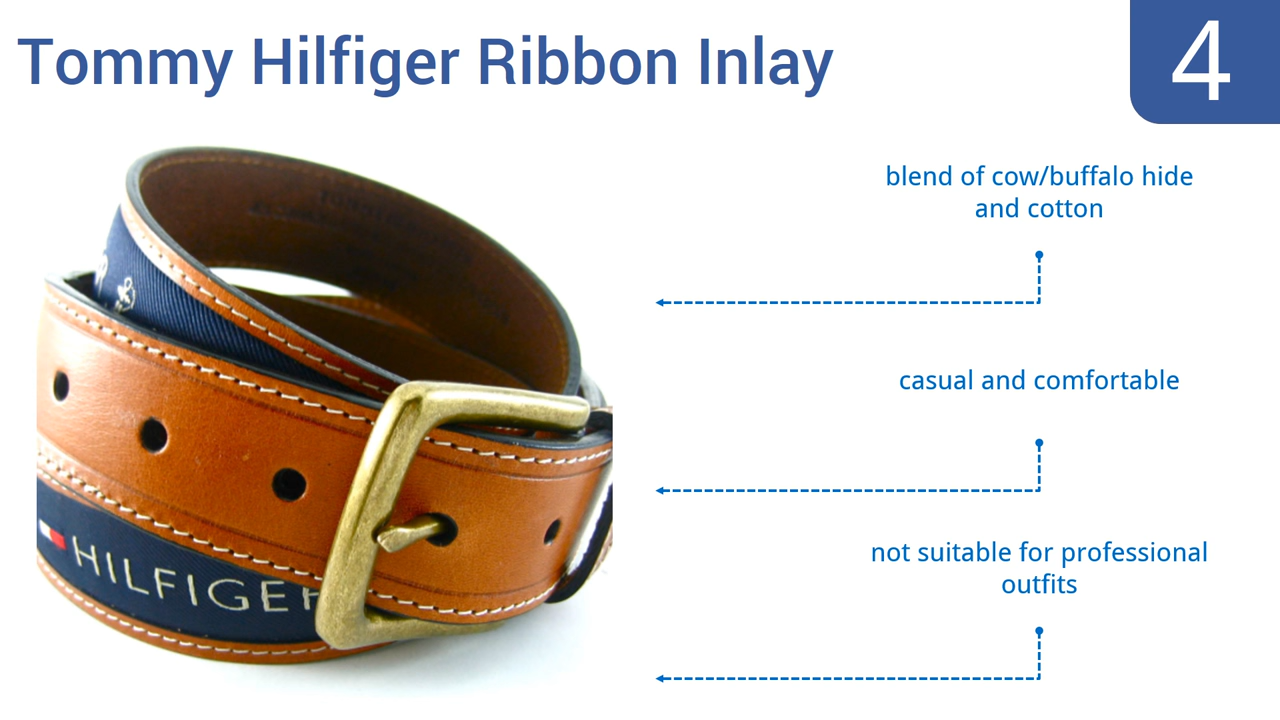 Tommy Hilfiger Ribbon Inlay
4
blend of cow/buffalo hide
and cotton
casual and comfortable
not suitable for professional
outfits
HILFIGER